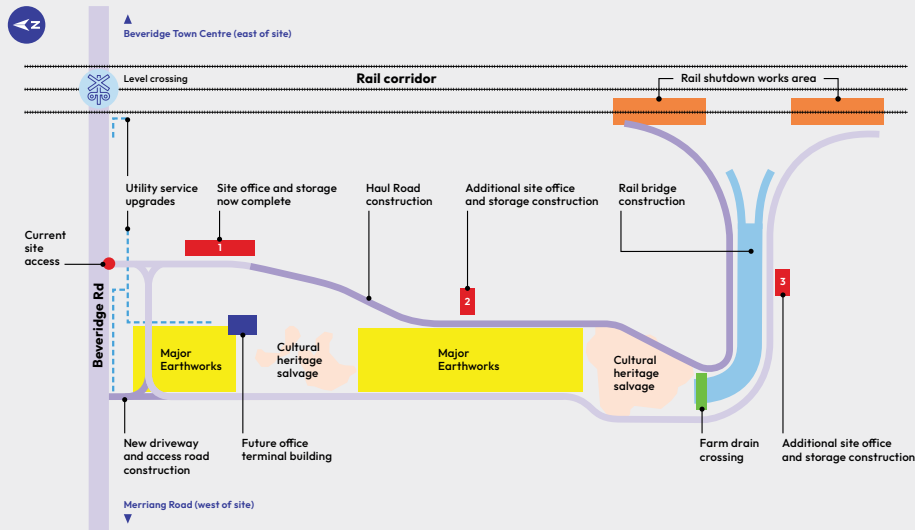 N
Beveridge Town Centre (east of site)
Level crossing
Rail corridor
Rail shutdown works area
Utility service
upgrades
Site office and storage
now complete
Haul Road
construction
Additional site office
and storage construction
Rail bridge
construction
Current
site
access
1
2
3
Beveridge Rd
Major
Earthworks
Cultural
heritage
salvage
Major
Earthworks
Cultural
heritage
salvage
New driveway
and access road
construction
Future office
terminal building
Farm drain
crossing
Additional site office
and storage construction
Merriang Road (west of site)